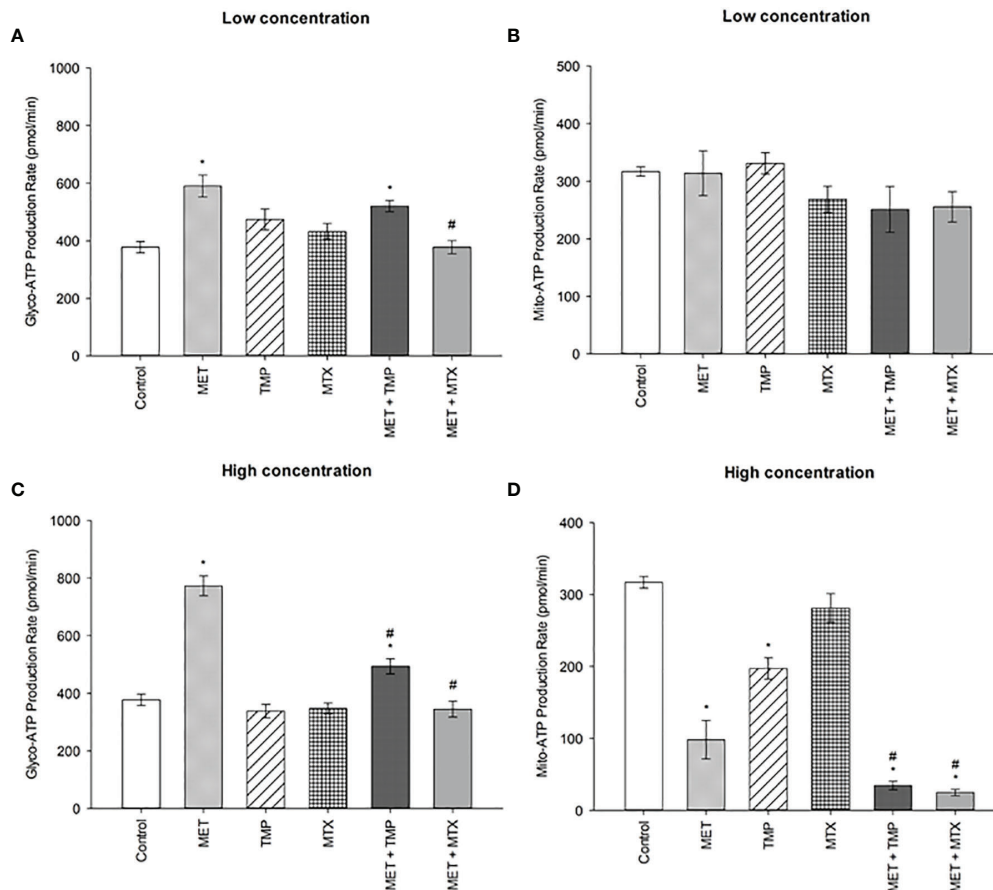 Low concentration
A
Glyco-ATP Production Rate (pmol/min)
1000
800
600
400
200
0
*
*
#
Control
MET
TMP
MTX
MET + TMP
MET + MTX
Low concentration
B
Mito-ATP Production Rate (pmol/min)
500
400
300
200
100
0
Control
MET
TMP
MTX
MET + TMP
MET + MTX
High concentration
C
Glyco-ATP Production Rate (pmol/min)
1000
800
600
400
200
0
*
#
*
#
Control
MET
TMP
MTX
MET + TMP
MET + MTX
High concentration
D
Mito-ATP Production Rate (pmol/min)
400
300
200
100
0
*
*
#
*
#
*
Control
MET
TMP
MTX
MET + TMP
MET + MTX